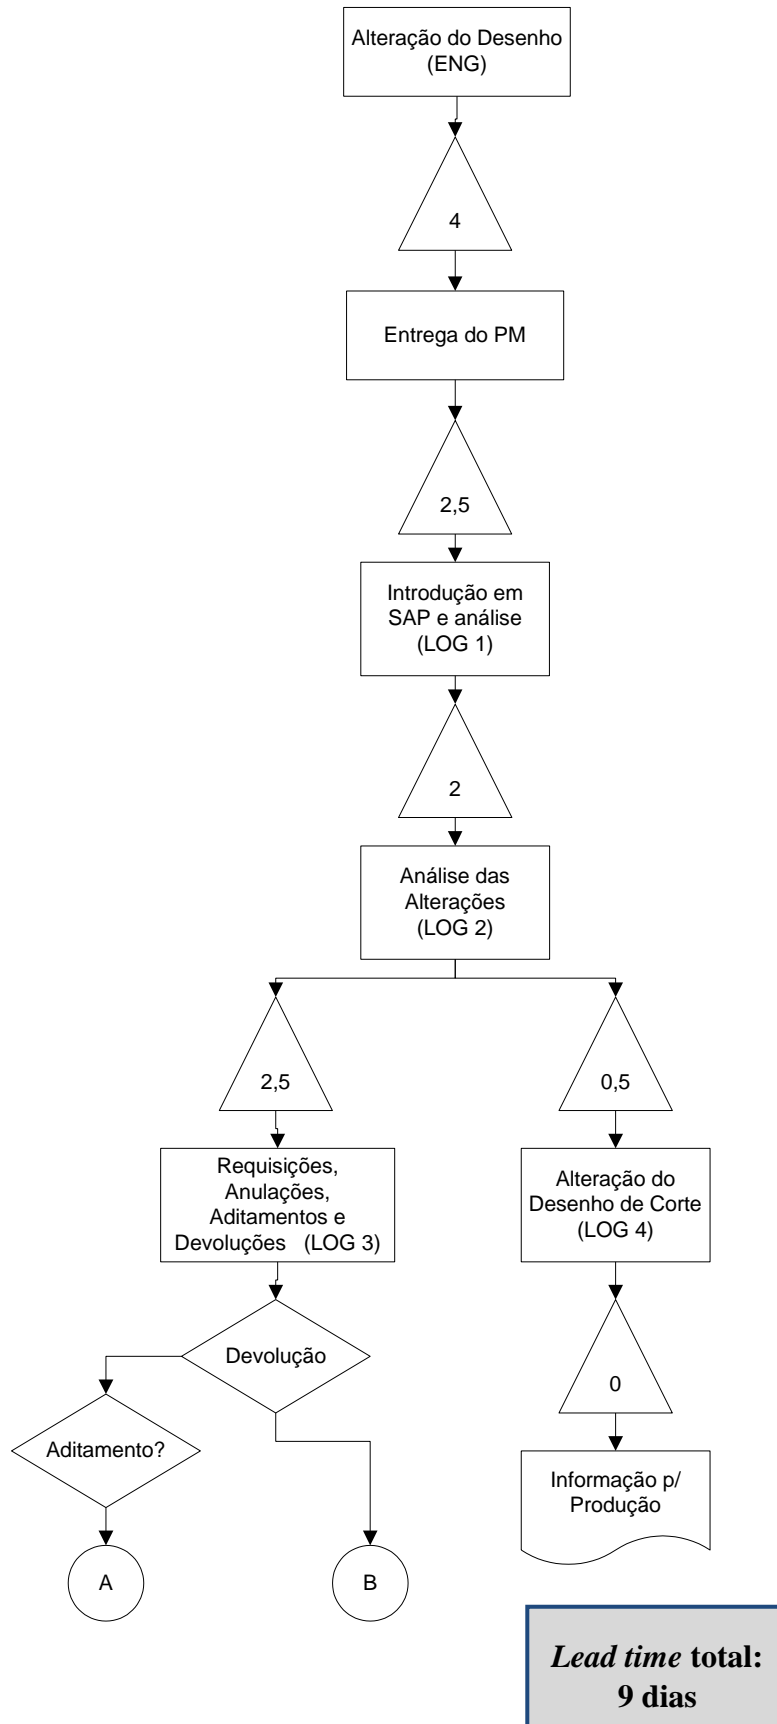 Alteração do Desenho
(ENG)
4
Entrega do PM
2,5
Introdução em
SAP e análise
(LOG 1)
2
Análise das
Alterações
(LOG 2)
2,5
0,5
Requisições,
Anulações,
Aditamentos e
Devoluções (LOG 3)
Alteração do
Desenho de Corte
(LOG 4)
Devolução
0
Aditamento?
Informação p/
Produção
A
B
Lead time total:
9 dias